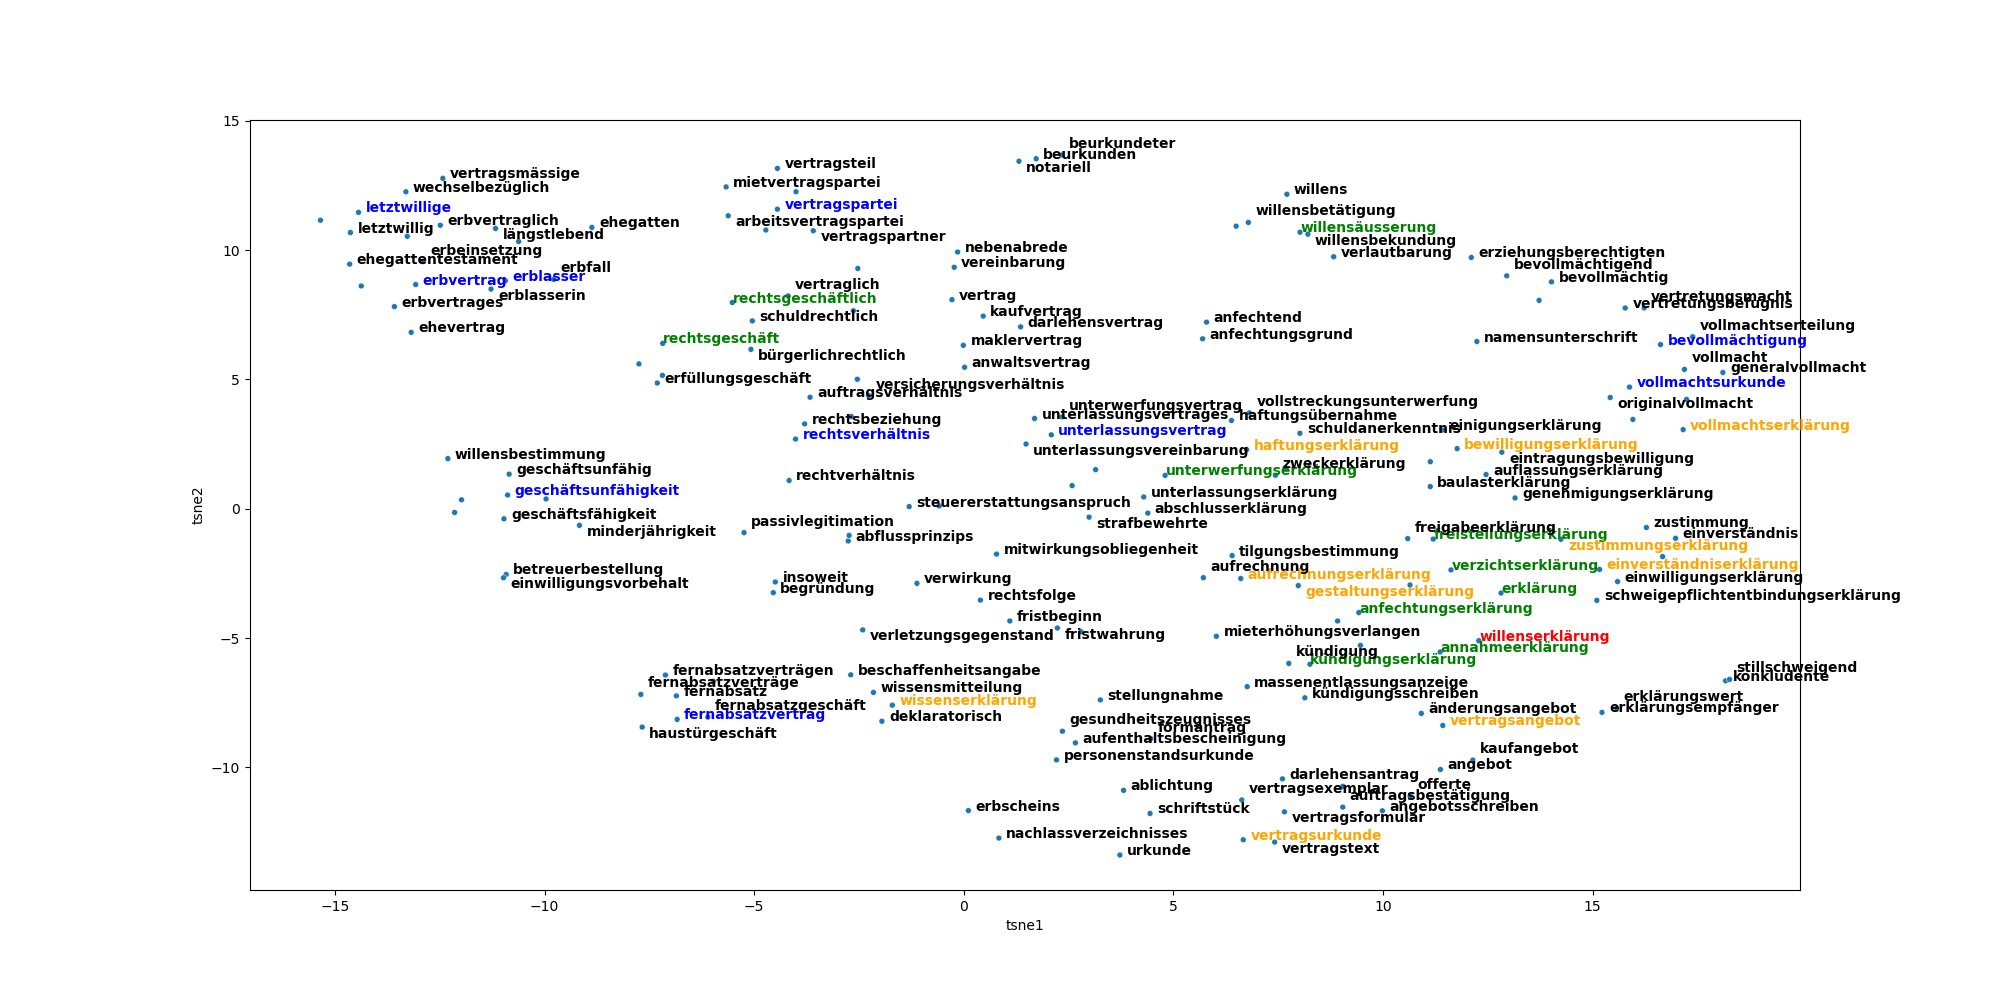 beurkundeter
beurkunden
notariell
vertragsteil
vertragsmässige
mietvertragspartei
wechselbezüglich
willens
letztwillige
vertragspartei
willensbetätigung
erbvertraglich
ehegatten
arbeitsvertragspartei
letztwillig
willensäusserung
längstlebend
vertragspartner
willensbekundung
erbeinsetzung
nebenabrede
verlautbarung
erziehungsberechtigten
ehegattentestament
vereinbarung
bevollmächtigend
erbfall
erbvertrag
erblasser
bevollmächtig
vertraglich
erblasserin
vertrag
vertretungsmacht
erbvertrages
rechtsgeschäftlich
vertretungsbefugnis
kaufvertrag
schuldrechtlich
anfechtend
darlehensvertrag
ehevertrag
vollmachtserteilung
anfechtungsgrund
rechtsgeschäft
maklervertrag
namensunterschrift
bevollmächtigung
bürgerlichrechtlich
vollmacht
anwaltsvertrag
generalvollmacht
erfüllungsgeschäft
versicherungsverhältnis
vollmachtsurkunde
auftragsverhältnis
unterwerfungsvertrag
vollstreckungsunterwerfung
originalvollmacht
rechtsbeziehung
unterlassungsvertrages
haftungsübernahme
rechtsverhältnis
unterlassungsvertrag
schuldanerkenntnis
einigungserklärung
vollmachtserklärung
haftungserklärung
bewilligungserklärung
willensbestimmung
unterlassungsvereinbarung
zweckerklärung
eintragungsbewilligung
geschäftsunfähig
rechtverhältnis
unterwerfungserklärung
auflassungserklärung
geschäftsunfähigkeit
baulasterklärung
steuererstattungsanspruch
unterlassungserklärung
genehmigungserklärung
geschäftsfähigkeit
abschlusserklärung
passivlegitimation
strafbewehrte
zustimmung
minderjährigkeit
freigabeerklärung
abflussprinzips
freistellungserklärung
einverständnis
mitwirkungsobliegenheit
tilgungsbestimmung
zustimmungserklärung
betreuerbestellung
aufrechnung
verzichtserklärung
einverständniserklärung
einwilligungsvorbehalt
insoweit
verwirkung
aufrechnungserklärung
einwilligungserklärung
begründung
rechtsfolge
gestaltungserklärung
erklärung
schweigepflichtentbindungserklärung
fristbeginn
anfechtungserklärung
verletzungsgegenstand
fristwahrung
mieterhöhungsverlangen
willenserklärung
kündigung
annahmeerklärung
kündigungserklärung
fernabsatzverträgen
beschaffenheitsangabe
stillschweigend
fernabsatzverträge
massenentlassungsanzeige
konkludente
fernabsatz
wissensmitteilung
stellungnahme
kündigungsschreiben
erklärungswert
fernabsatzgeschäft
wissenserklärung
änderungsangebot
erklärungsempfänger
fernabsatzvertrag
deklaratorisch
gesundheitszeugnisses
vertragsangebot
formantrag
haustürgeschäft
aufenthaltsbescheinigung
kaufangebot
personenstandsurkunde
angebot
darlehensantrag
ablichtung
vertragsexemplar
offerte
auftragsbestätigung
erbscheins
schriftstück
angebotsschreiben
vertragsformular
nachlassverzeichnisses
vertragsurkunde
urkunde
vertragstext
15
10
5
0
−5
−10
tsne2
−15
−10
−5
0
5
10
15
tsne1